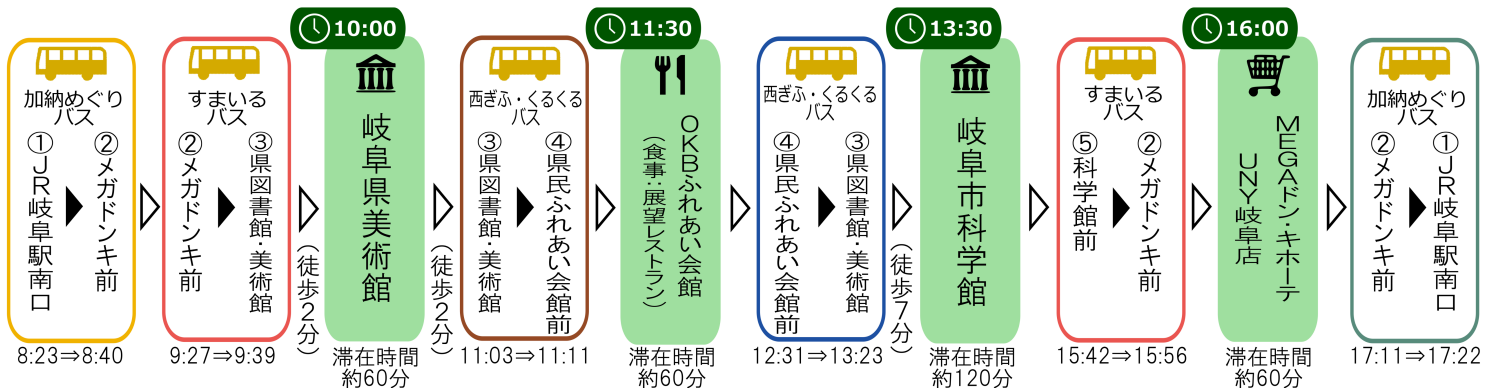 加納めぐり
バス
①JR岐阜駅南口
②メガドンキ前
8:23⇒8:40
すまいる
バス
②メガドンキ前
③県図書館・美術館
9:27⇒9:39
(徒歩2分)
10:00
岐阜県美術館
滞在時間
約60分
(徒歩2分)
西ぎふ・くるくる
バス
③県図書館・美術館
④県民ふれあい会館前
11:03⇒11:11
11:30
OKBふれあい会館
(食事:展望レストラン)
滞在時間
約60分
西ぎふ・くるくる
バス
④県民ふれあい会館前
③県図書館・美術館
12:31⇒13:23
(徒歩7分)
13:30
岐阜市科学館
滞在時間
約120分
すまいる
バス
⑤科学館前
②メガドンキ前
15:42⇒15:56
16:00
MEGAドン・キホーテ
UNY岐阜店
滞在時間
約60分
加納めぐり
バス
②メガドンキ前
①JR岐阜駅南口
17:11⇒17:22